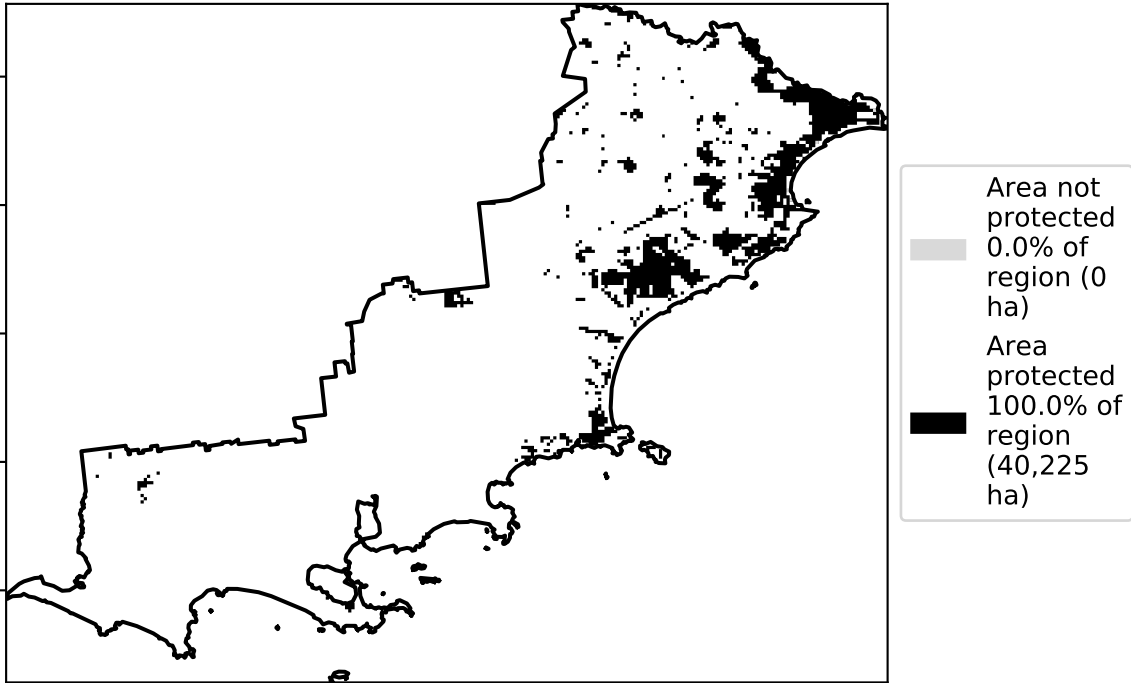 Area not
protected
0.0% of
region (0
ha)
Area
protected
100.0% of
region
(40,225
ha)